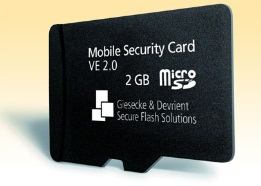 Mobile Security Card
VE 2.0
2 GB Micro SD
Giesecke & Devrient
Secure Flash Solutions